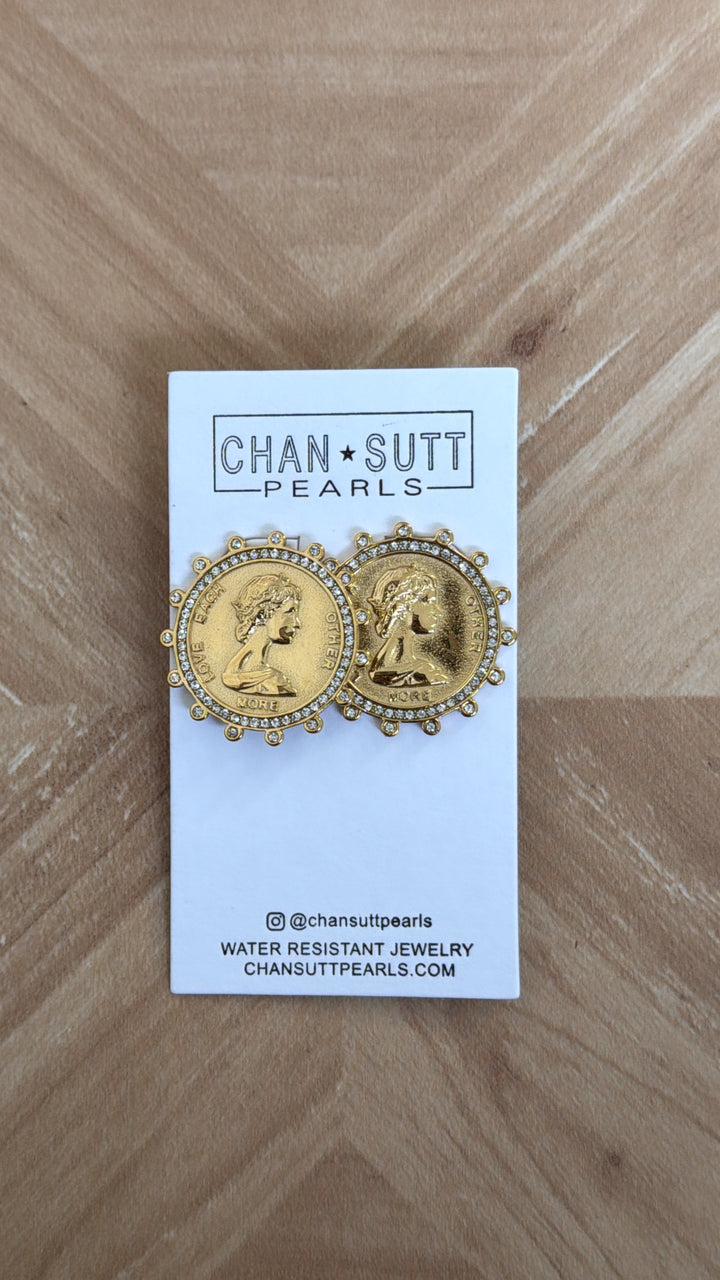 CHAN ★ SUTT
PEARLS
LOVE EACH OTHER MORE
OTHER MORE
@chansuttpearls
WATER RESISTANT JEWELRY
CHANSUTTPEARLS.COM